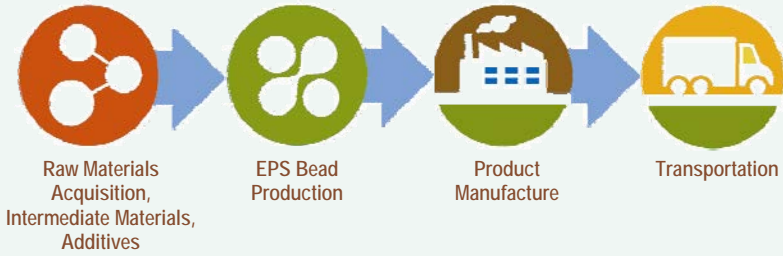 Raw Materials
Acquisition,
Intermediate Materials,
Additives
EPS Bead
Production
Product
Manufacture
Transportation